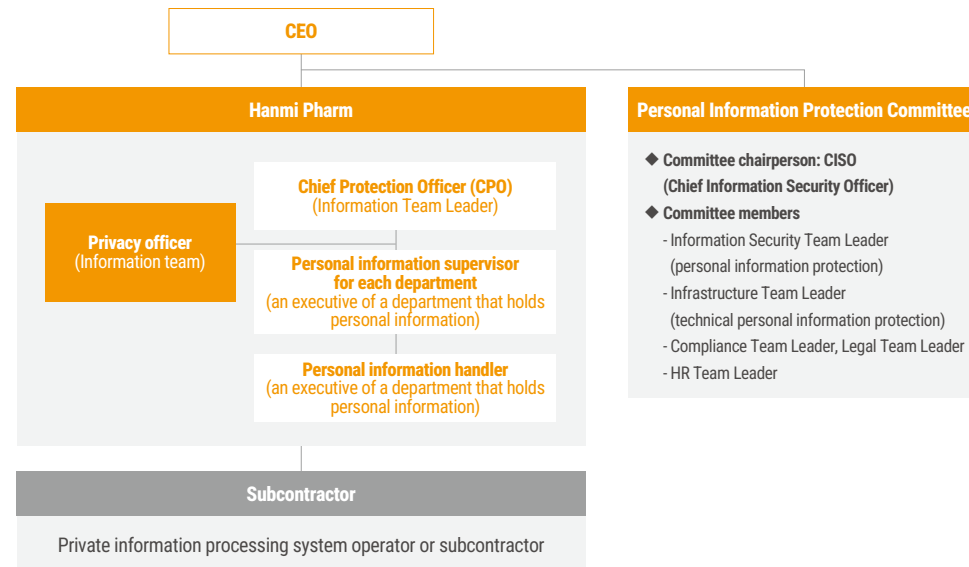 CEO
Hanmi Pharm
Chief Protection Officer (CPO)
(Information Team Leader)
Privacy officer
(Information team)
Personal information supervisor
for each department
(an executive of a department that holds
personal information)
Personal information handler
(an executive of a department that holds
personal information)
Subcontractor
Private information processing system operator or subcontractor
Personal Information Protection Committee
◆ Committee chairperson: CISO
(Chief Information Security Officer)
◆ Committee members
- Information Security Team Leader
(personal information protection)
- Infrastructure Team Leader
(technical personal information protection)
- Compliance Team Leader, Legal Team Leader
- HR Team Leader